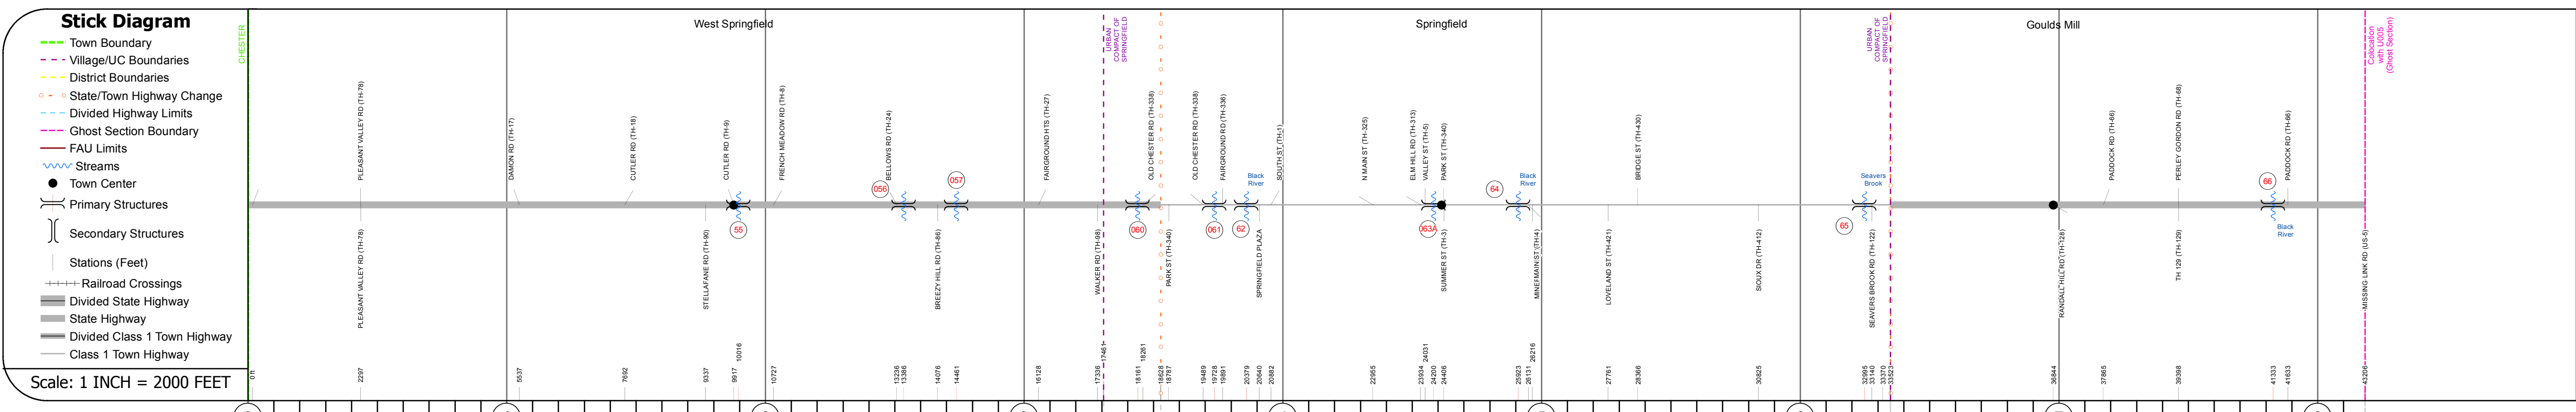 Stick Diagram
Town Boundary
Village/UC Boundaries
District Boundaries
State/Town Highway Change
Divided Highway Limits
Ghost Section Boundary
FAU Limits
Streams
Town Center
Primary Structures
Secondary Structures
Stations (Feet)
Railroad Crossings
Divided State Highway
State Highway
Divided Class 1 Town Highway
Class 1 Town Highway
Scale: 1 INCH = 2000 FEET
CHESTER
West Springfield
URBAN
COMPACT OF
SPRINGFIELD
Springfield
URBAN
COMPACT OF
SPRINGFIELD
Goulds Mill
Colocation
with U005
(Ghost Section)
PLEASANT VALLEY RD (TH-78)
DAMON RD (TH-17)
CUTLER RD (TH-18)
CUTLER RD (TH-9)
FRENCH MEADOW RD (TH-8)
BELLOWS RD (TH-24)
FAIRGROUND HTS (TH-27)
OLD CHESTER RD (TH-338)
OLD CHESTER RD (TH-338)
FAIRGROUND RD (TH-336)
SOUTH ST (TH-1)
N MAIN ST (TH-325)
ELM HILL RD (TH-313)
VALLEY ST (TH-5)
PARK ST (TH-340)
BRIDGE ST (TH-430)
PADDOCK RD (TH-66)
PERLEY GORDON RD (TH-68)
PADDOCK RD (TH-66)
056
057
Black
River
64
Black
River
Seavers
Brook
66
55
060
061
62
063A
65
Black
River
PLEASANT VALLEY RD (TH-78)
STELLAFANE RD (TH-90)
BREEZY HILL RD (TH-86)
WALKER RD (TH-98)
PARK ST (TH-340)
SPRINGFIELD PLAZA
SUMMER ST (TH-3)
LOVELAND ST (TH-421)
SIOUX DR (TH-412)
SEAVERS BROOK RD (TH-122)
RANDALL HILL RD (TH-128)
TH 129 (TH-129)
MISSING LINK RD (US-5)
0 ft
2297
5537
7692
9337
9917
10016
10727
13236
13386
14076
14461
16128
17336
17461
18161
18261
18628
18787
19489
19728
19891
20379
20640
20882
22955
23934
24031
24200
24406
25923
26131
26216
27761
28366
30825
32995
33140
33370
33523
36844
37865
39398
41333
41633
43206